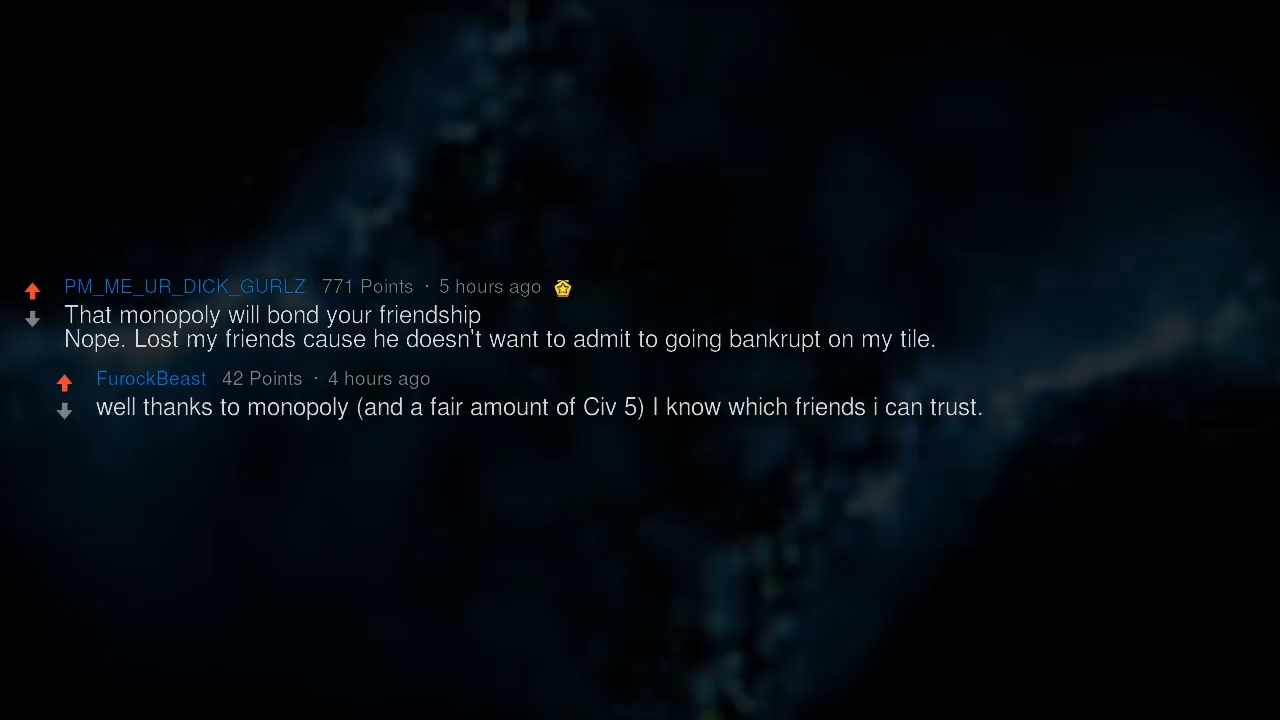 PM_ME_UR_DICK_GURLZ 771 Points · 5 hours ago
That monopoly will bond your friendship
Nope. Lost my friends cause he doesn't want to admit to going bankrupt on my tile.
FurockBeast 42 Points · 4 hours ago
well thanks to monopoly (and a fair amount of Civ 5) I know which friends i can trust.